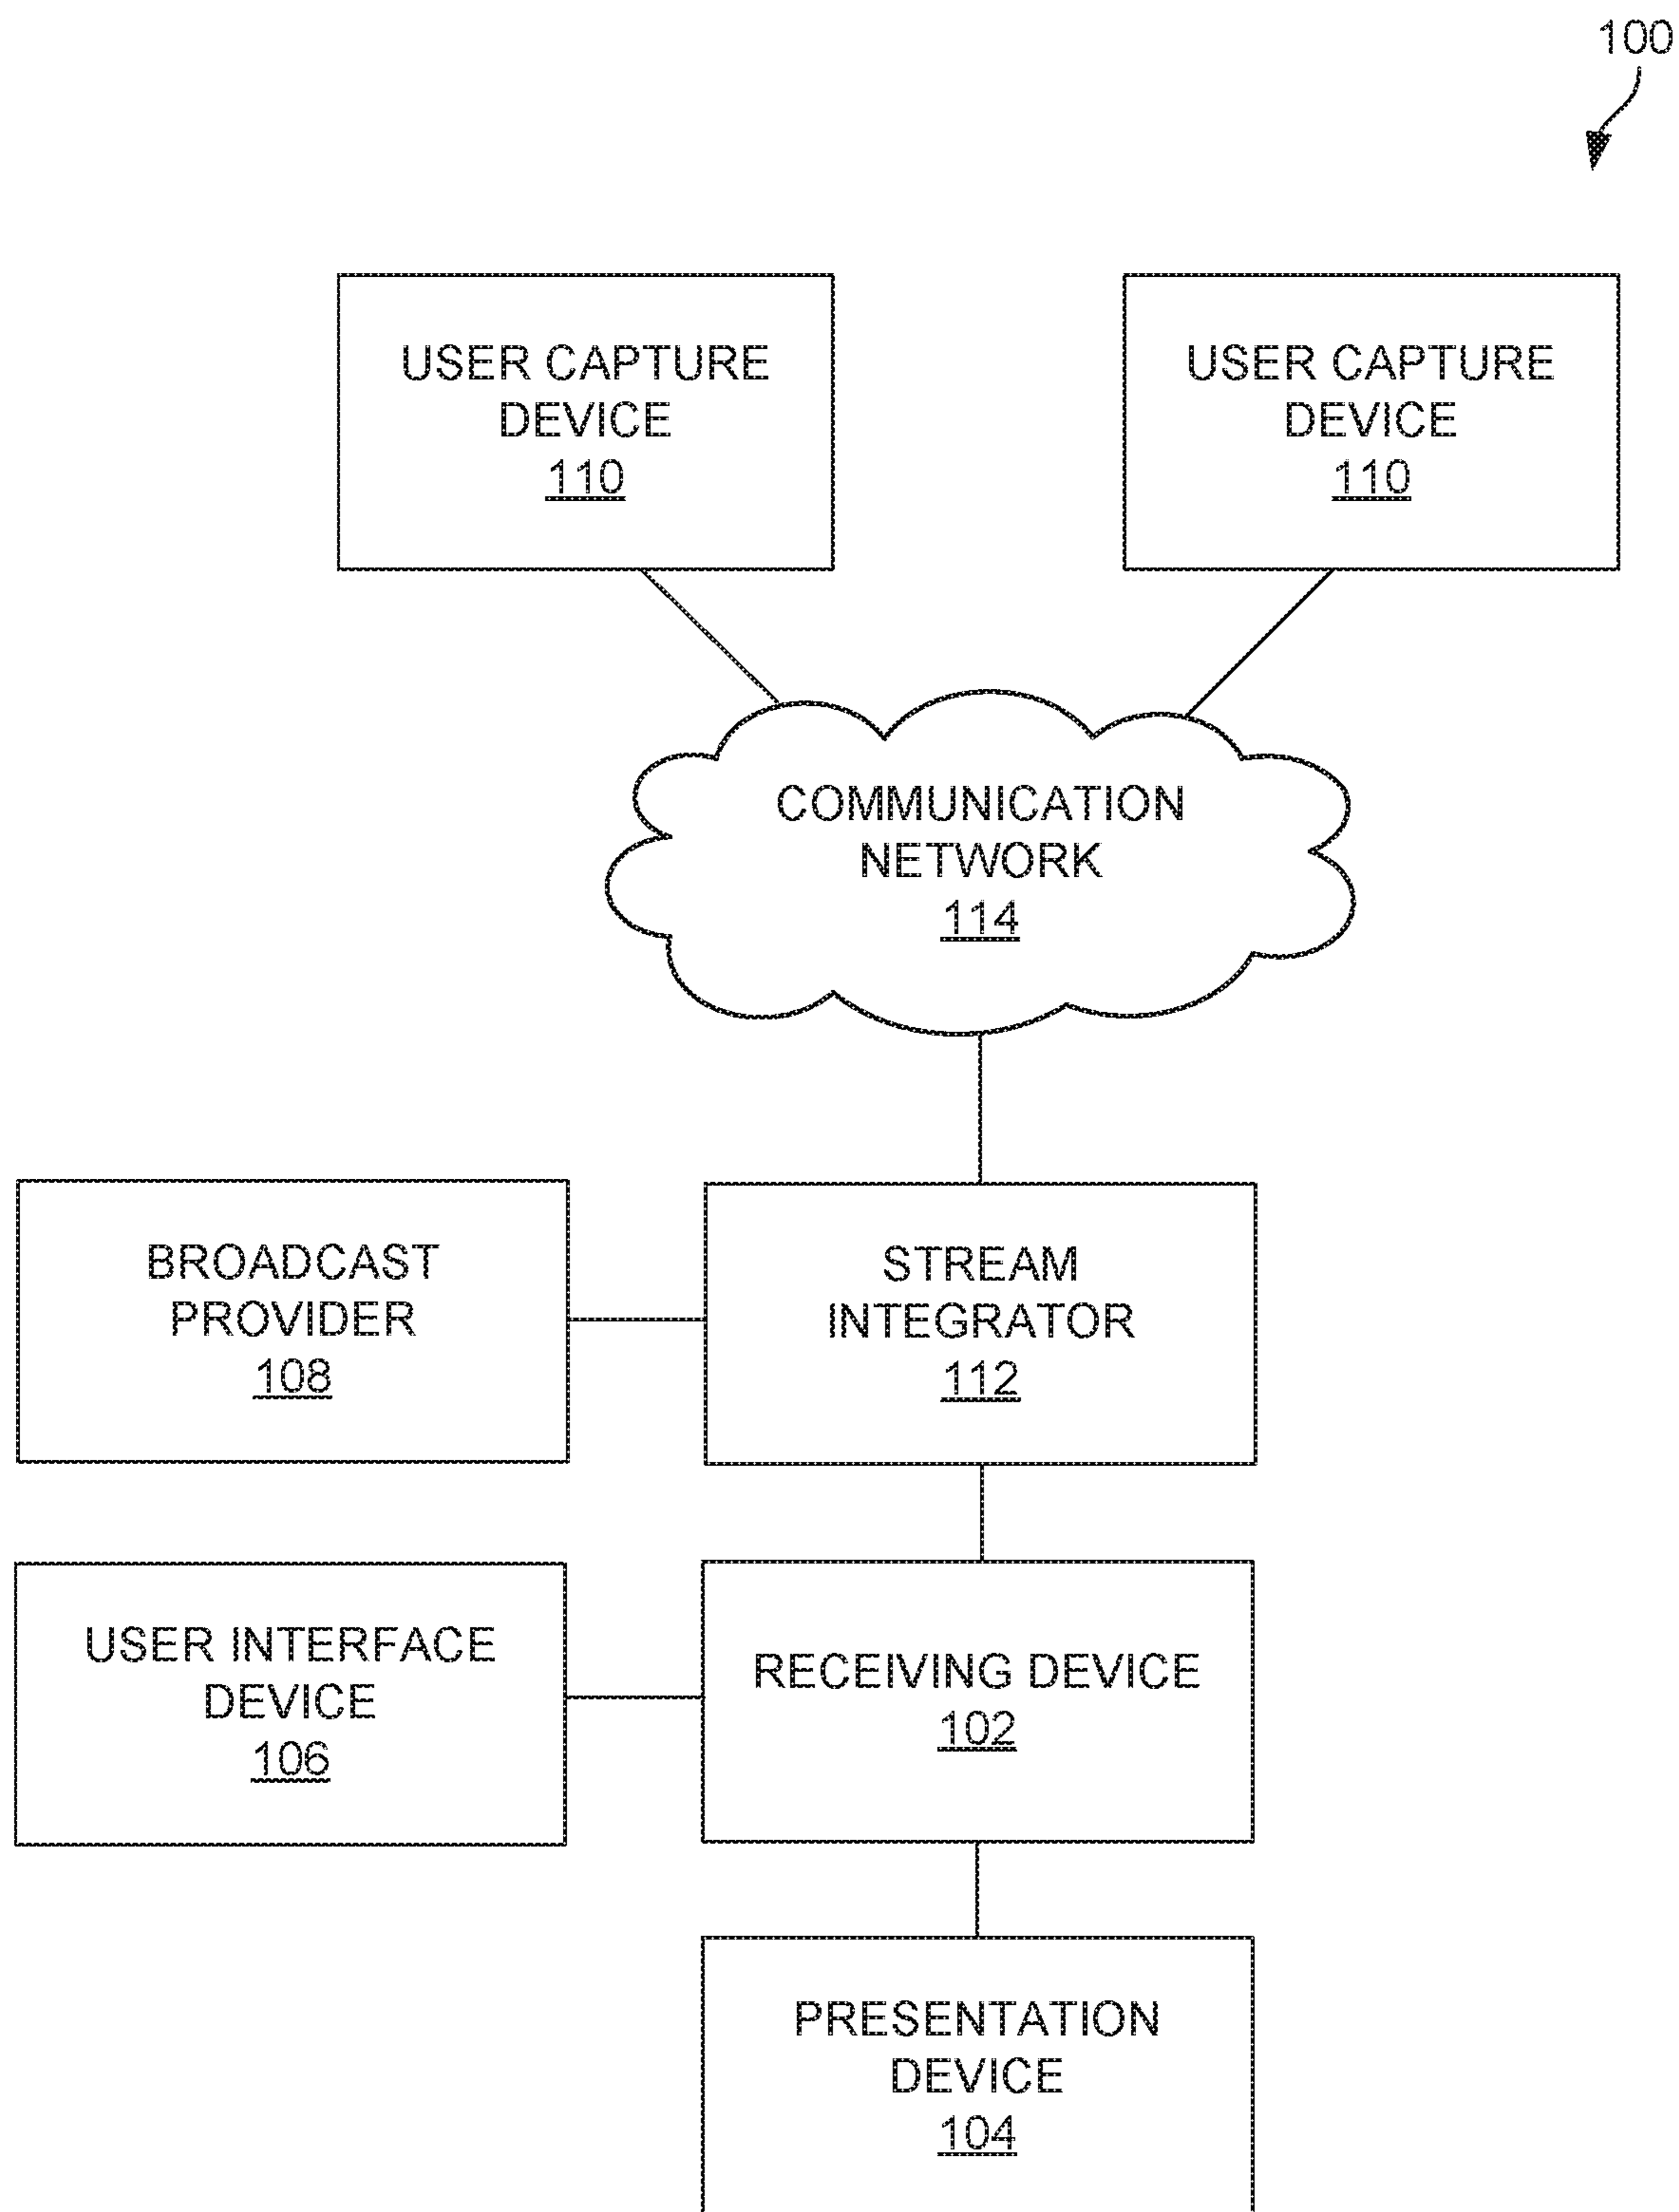 100
USER CAPTURE
DEVICE
110
USER CAPTURE
DEVICE
110
COMMUNICATION
NETWORK
114
BROADCAST
PROVIDER
108
STREAM
INTEGRATOR
112
USER INTERFACE
DEVICE
106
RECEIVING DEVICE
102
PRESENTATION
DEVICE
104